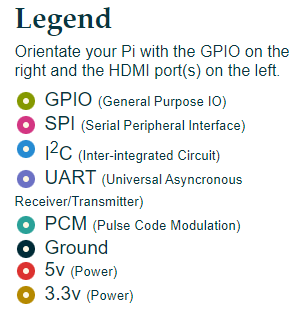 Legend
Orientate your Pi with the GPIO on the
right and the HDMI port(s) on the left.
GPIO (General Purpose IO)
SPI (Serial Peripheral Interface)
I²C (Inter-integrated Circuit)
UART (Universal Asyncronous
Receiver/Transmitter)
PCM (Pulse Code Modulation)
Ground
5v (Power)
3.3v (Power)